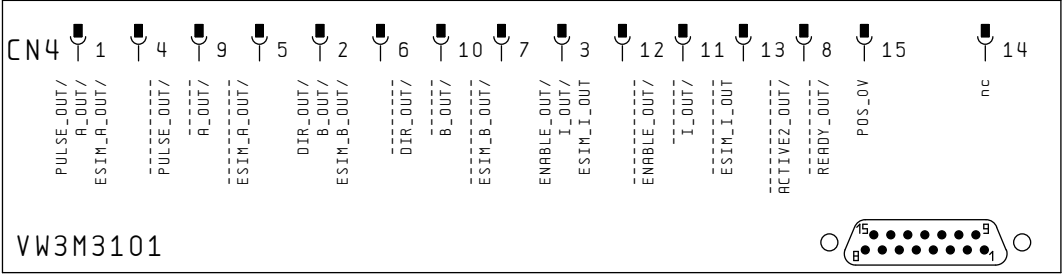 CN4 1 4 9 5 2 6 10 7 3 12 11 13 8 15 14
PULSE_OUT/
A_OUT/
ESIM_A_OUT/
PULSE_OUT/
A_OUT/
ESIM_A_OUT/
DIR_OUT/
B_OUT/
ESIM_B_OUT/
DIR_OUT/
B_OUT/
ESIM_B_OUT/
ENABLE_OUT/
I_OUT/
ESIM_I_OUT
ENABLE_OUT/
I_OUT/
ESIM_I_OUT
ACTIVE2_OUT/
READY_OUT/
POS_0V
nc
VW3M3101
15 9
8 1